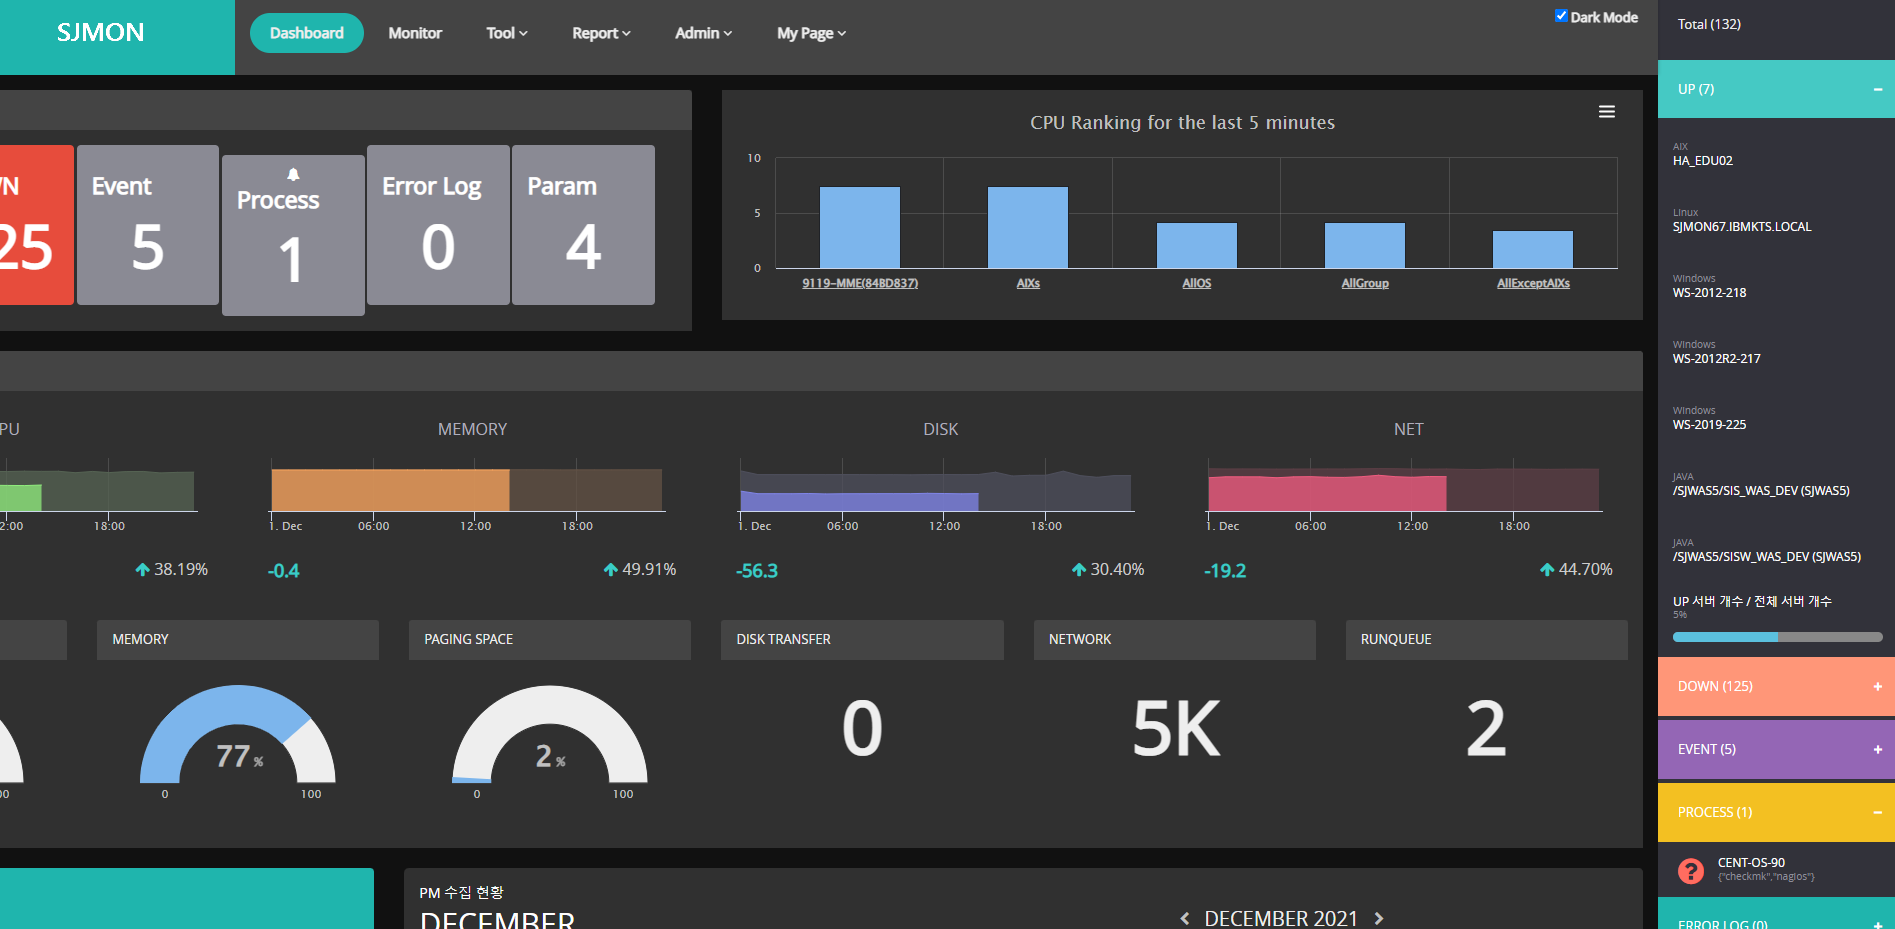 SJMON
Dashboard
Monitor
Tool
Report
Admin
My Page
Dark Mode
N
25
Event
5
Process
1
Error Log
0
Param
4
CPU Ranking for the last 5 minutes
10
5
0
9119-MME(84BD837)
AIXs
AllOS
AllGroup
AllExceptAIXs
PU
2:00
18:00
38.19%
MEMORY
1. Dec
06:00
12:00
18:00
-0.4
49.91%
DISK
1. Dec
06:00
12:00
18:00
-56.3
30.40%
NET
1. Dec
06:00
12:00
18:00
-19.2
44.70%
00
MEMORY
77 %
0
100
PAGING SPACE
2 %
0
100
DISK TRANSFER
0
NETWORK
5K
RUNQUEUE
2
PM 수집 현황
DECEMBER
DECEMBER 2021
Total (132)
UP (7)
AIX
HA_EDU02
Linux
SJMON67.IBMKTS.LOCAL
Windows
WS-2012-218
Windows
WS-2012R2-217
Windows
WS-2019-225
JAVA
/SJWAS5/SIS_WAS_DEV (SJWAS5)
JAVA
/SJWAS5/SISW_WAS_DEV (SJWAS5)
UP 서버 개수 / 전체 서버 개수
5%
DOWN (125)
EVENT (5)
PROCESS (1)
CENT-OS-90
{"checkmk","nagios"}
ERROR LOG (0)